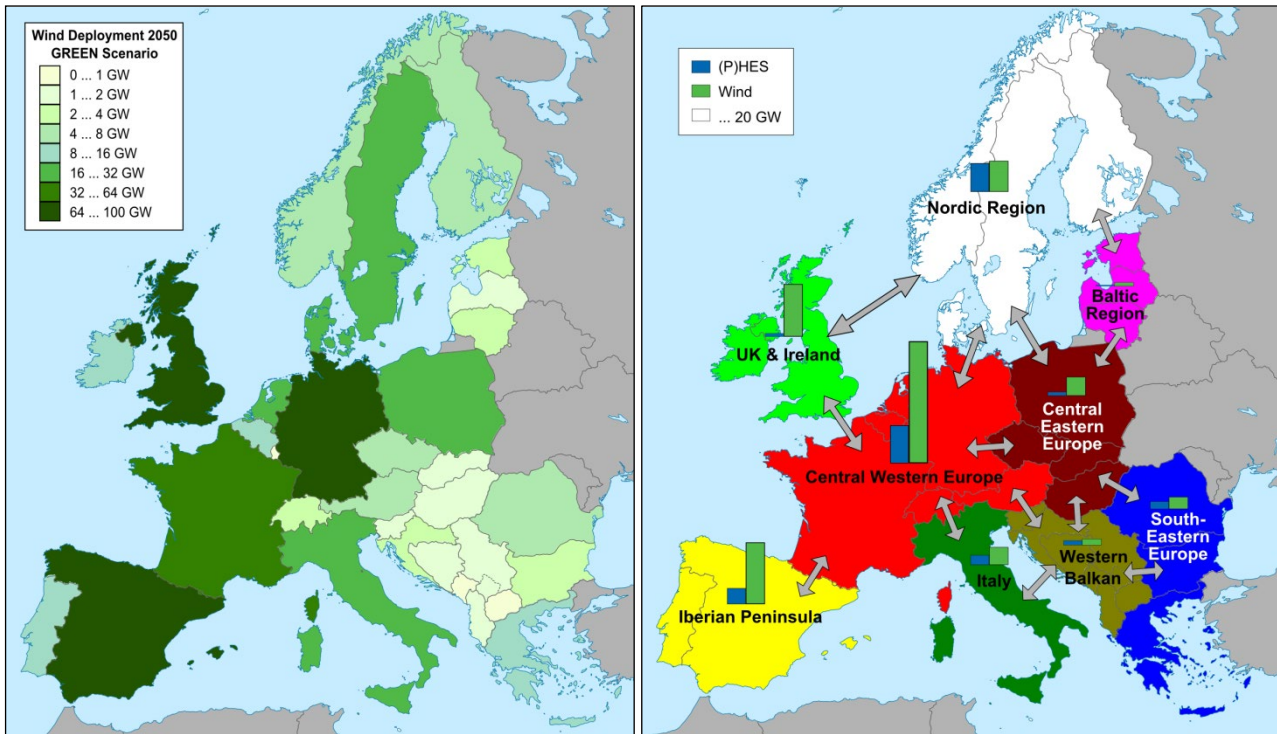 Wind Deployment 2050
GREEN Scenario
0 ... 1 GW
1 ... 2 GW
2 ... 4 GW
4 ... 8 GW
8 ... 16 GW
16 ... 32 GW
32 ... 64 GW
64 ... 100 GW
(P)HES
Wind
... 20 GW
Nordic Region
Baltic
Region
UK & Ireland
Central
Eastern
Europe
Central Western Europe
South-
Eastern
Europe
Western
Balkan
Italy
Iberian Peninsula